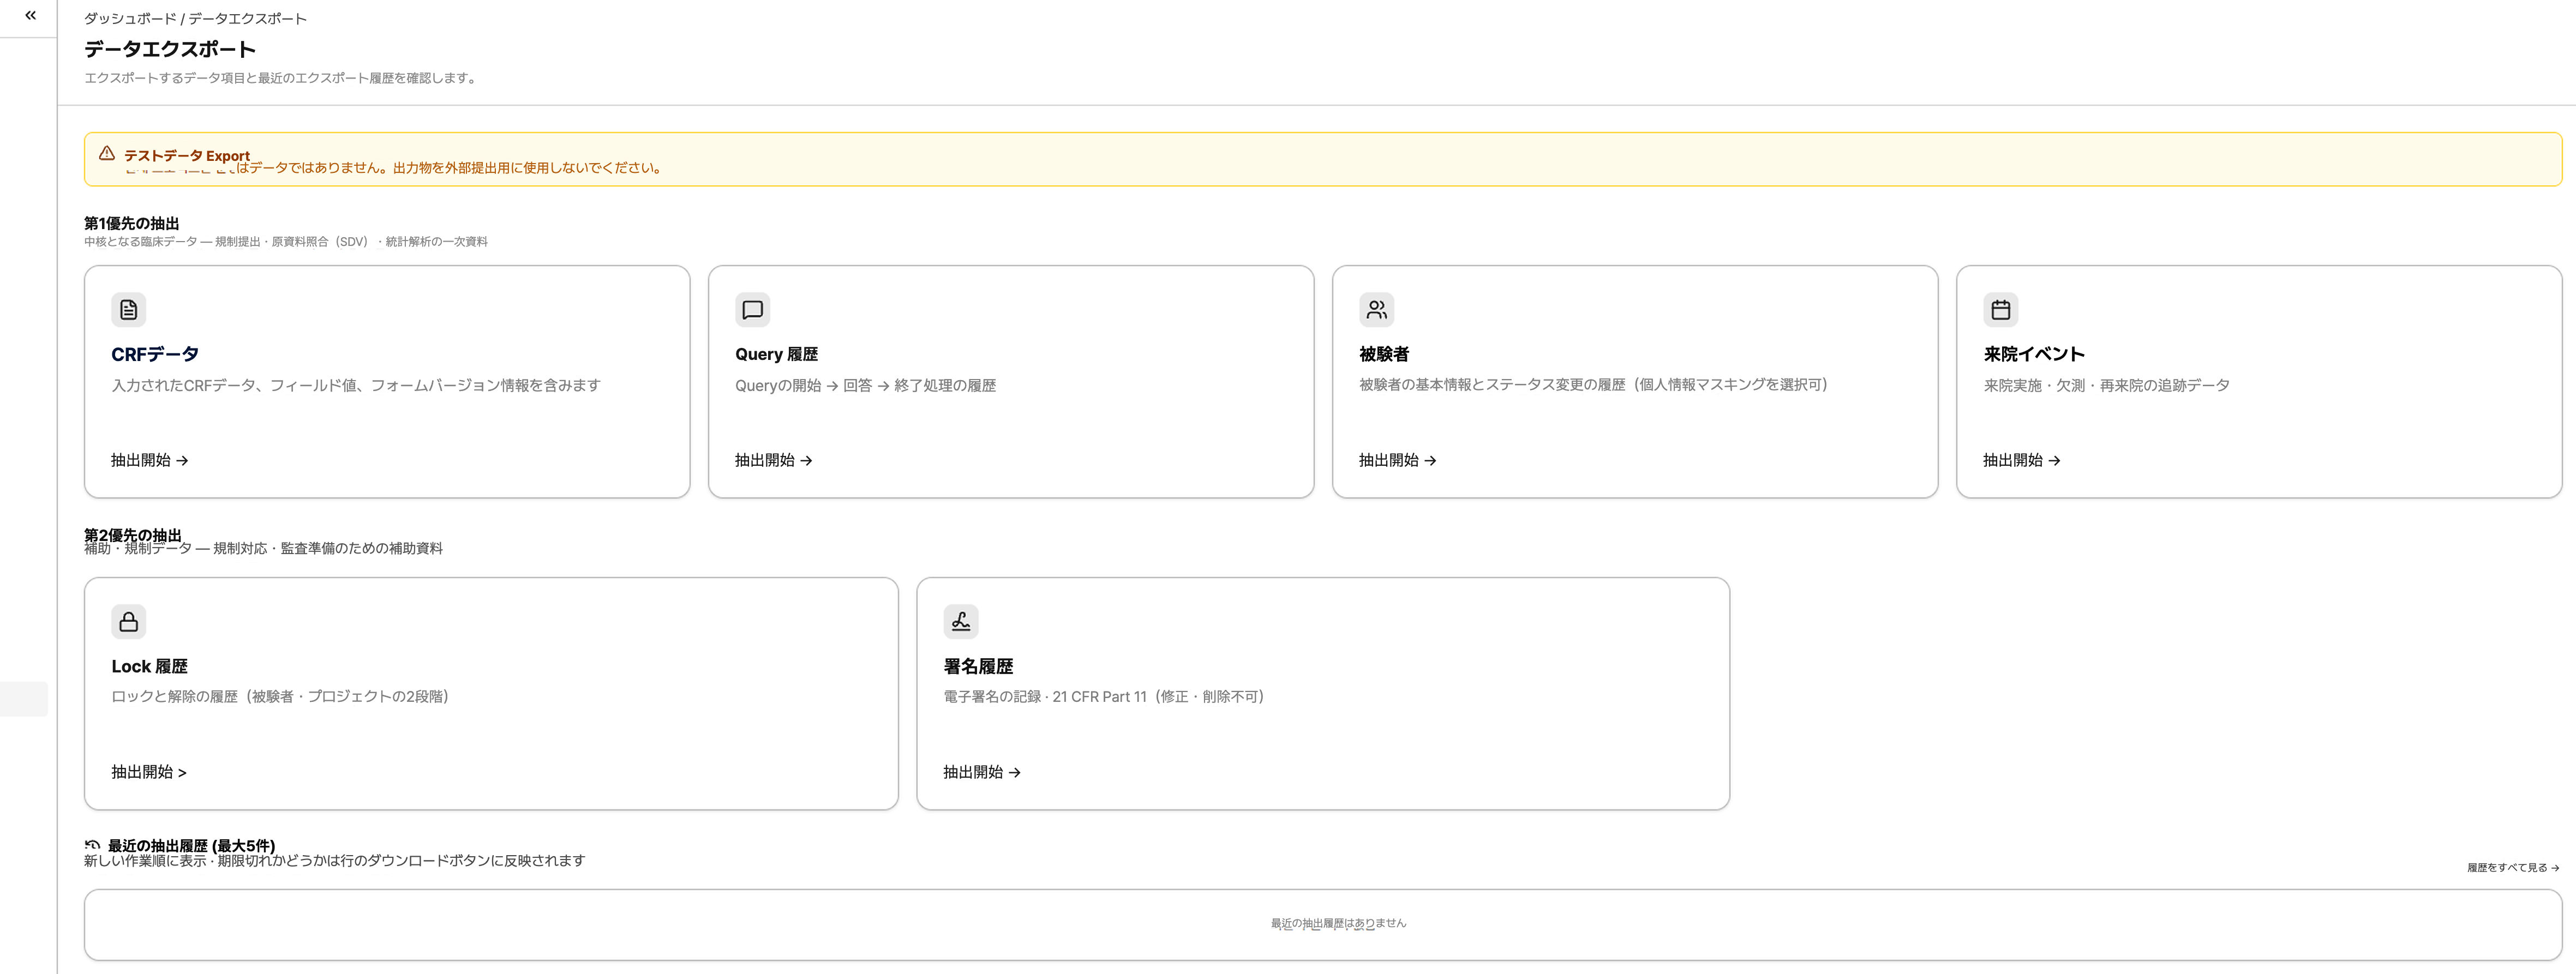 ダッシュボード / データエクスポート
データエクスポート
エクスポートするデータ項目と最近のエクスポート履歴を確認します。
テストデータ Export
はデータではありません。出力物を外部提出用に使用しないでください。
第1優先の抽出
中核となる臨床データ — 規制提出・原資料照合（SDV）・統計解析の一次資料
CRFデータ
入力されたCRFデータ、フィールド値、フォームバージョン情報を含みます
抽出開始 →
Query 履歴
Queryの開始 → 回答 → 終了処理の履歴
抽出開始 →
被験者
被験者の基本情報とステータス変更の履歴（個人情報マスキングを選択可）
抽出開始 →
来院イベント
来院実施・欠測・再来院の追跡データ
抽出開始 →
第2優先の抽出
補助・規制データ — 規制対応・監査準備のための補助資料
Lock 履歴
ロックと解除の履歴（被験者・プロジェクトの2段階）
抽出開始 >
署名履歴
電子署名の記録 · 21 CFR Part 11（修正・削除不可）
抽出開始 →
最近の抽出履歴 (最大5件)
新しい作業順に表示 · 期限切れかどうかは行のダウンロードボタンに反映されます
履歴をすべて見る →
最近の抽出履歴はありません